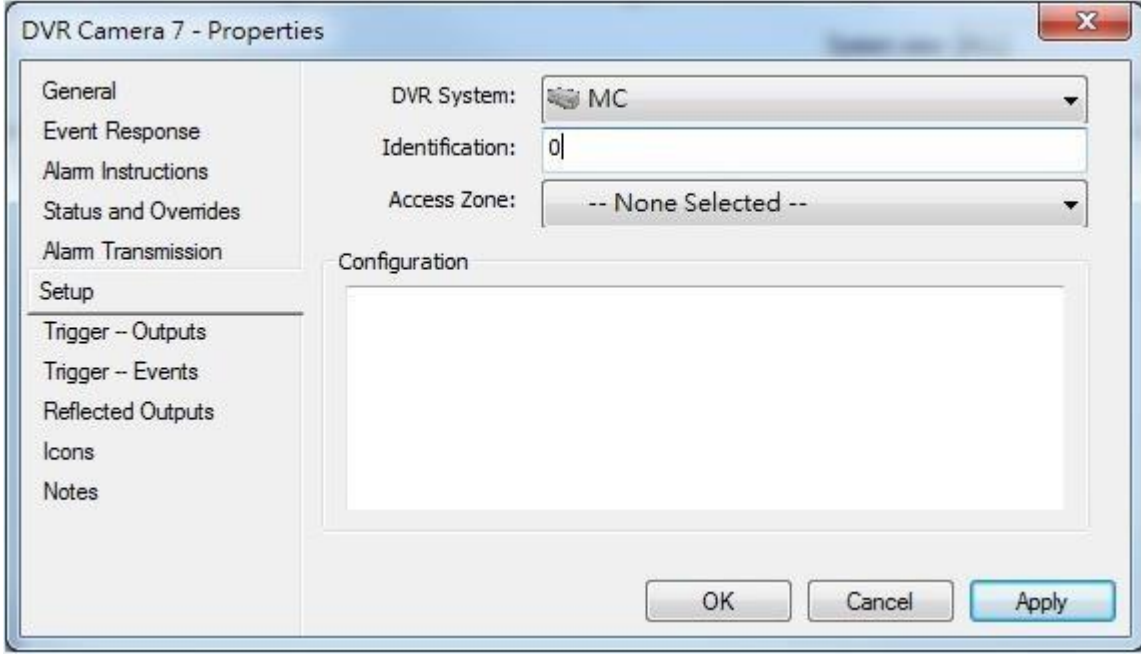 DVR Camera 7 - Properties
General
Event Response
Alarm Instructions
Status and Overrides
Alarm Transmission
Setup
Trigger -- Outputs
Trigger -- Events
Reflected Outputs
Icons
Notes
DVR System: MC
Identification: 0
Access Zone: -- None Selected --
Configuration
OK Cancel Apply